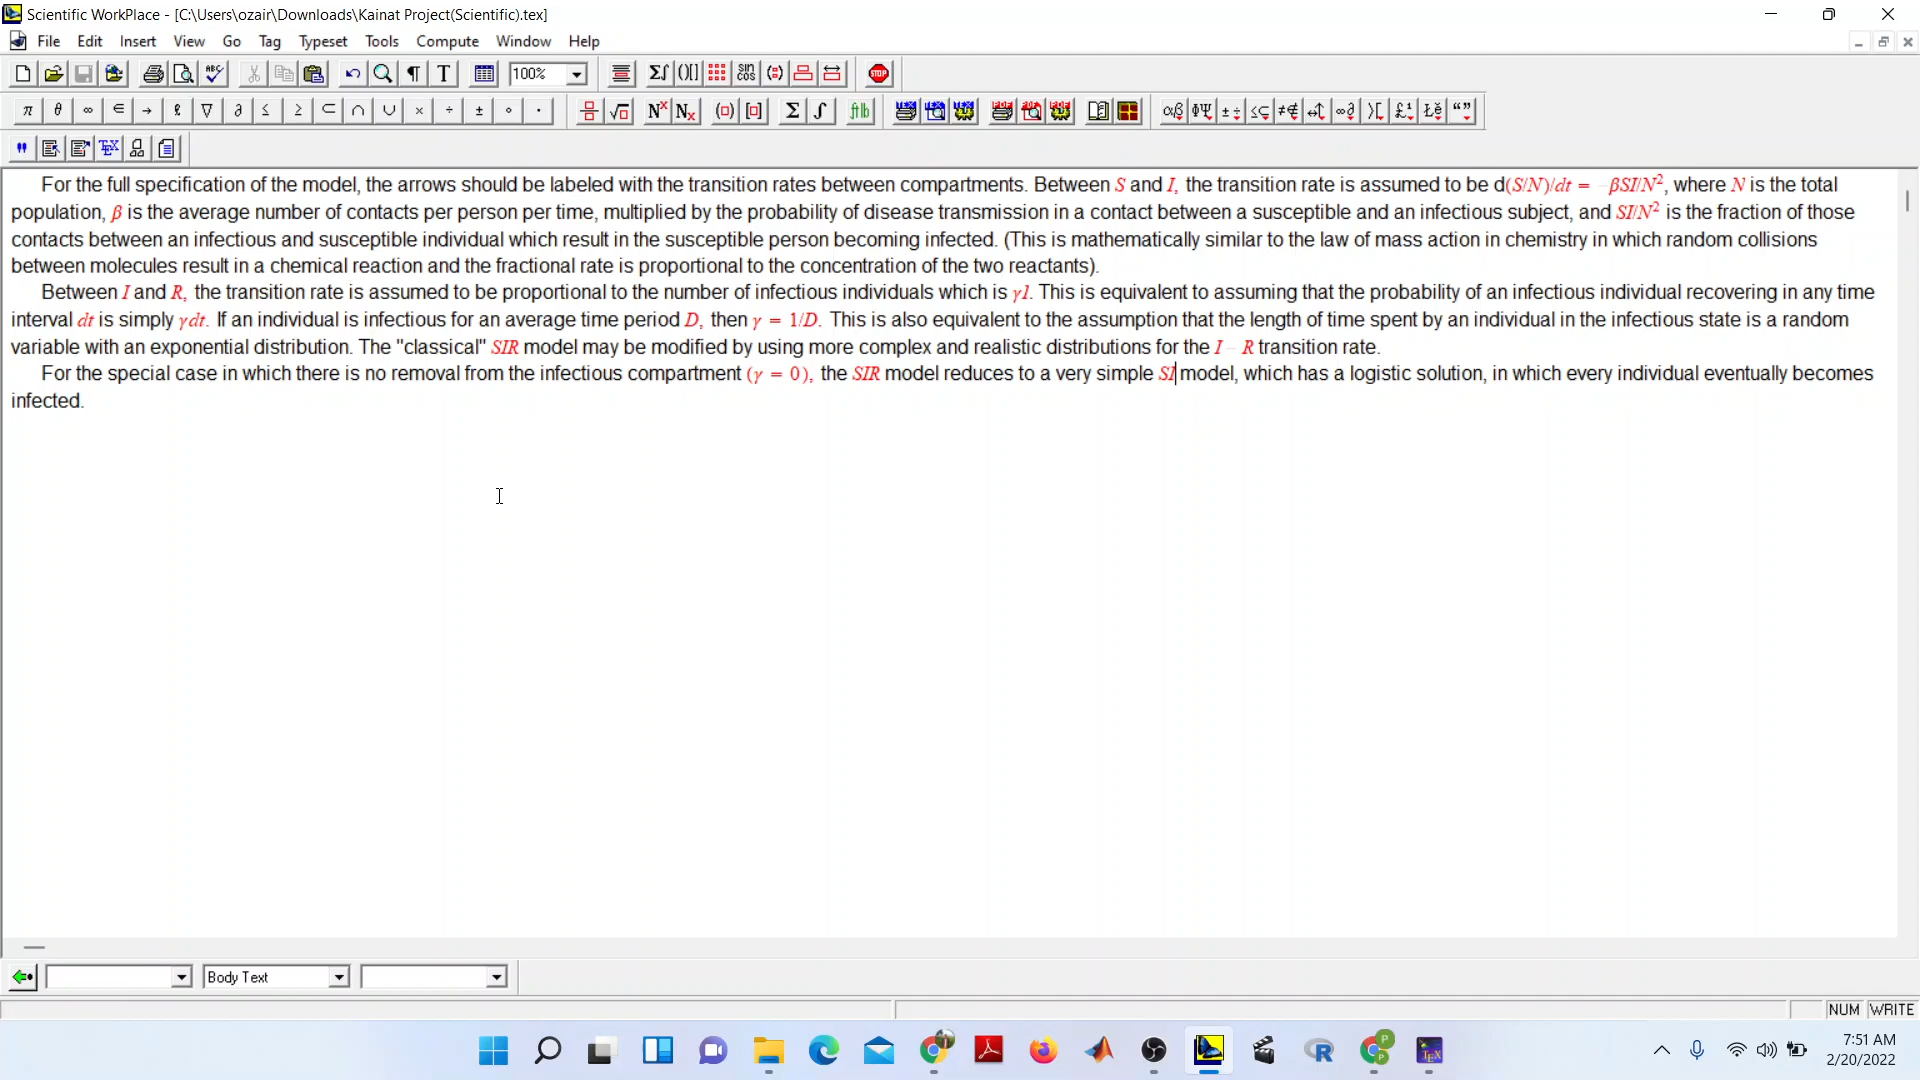 Scientific WorkPlace - [C:\Users\ozair\Downloads\Kainat Project(Scientific).tex]
File Edit Insert View Go Tag Typeset Tools Compute Window Help
100%
STOP
For the full specification of the model, the arrows should be labeled with the transition rates between compartments. Between S and I, the transition rate is assumed to be d(S/N)/dt = −βSI/N², where N is the total
population, β is the average number of contacts per person per time, multiplied by the probability of disease transmission in a contact between a susceptible and an infectious subject, and SI/N² is the fraction of those
contacts between an infectious and susceptible individual which result in the susceptible person becoming infected. (This is mathematically similar to the law of mass action in chemistry in which random collisions
between molecules result in a chemical reaction and the fractional rate is proportional to the concentration of the two reactants).
Between I and R, the transition rate is assumed to be proportional to the number of infectious individuals which is γI. This is equivalent to assuming that the probability of an infectious individual recovering in any time
interval dt is simply γdt. If an individual is infectious for an average time period D, then γ = 1/D. This is also equivalent to the assumption that the length of time spent by an individual in the infectious state is a random
variable with an exponential distribution. The "classical" SIR model may be modified by using more complex and realistic distributions for the I − R transition rate.
For the special case in which there is no removal from the infectious compartment (γ = 0), the SIR model reduces to a very simple SI model, which has a logistic solution, in which every individual eventually becomes
infected.
Body Text
NUM WRITE
7:51 AM
2/20/2022